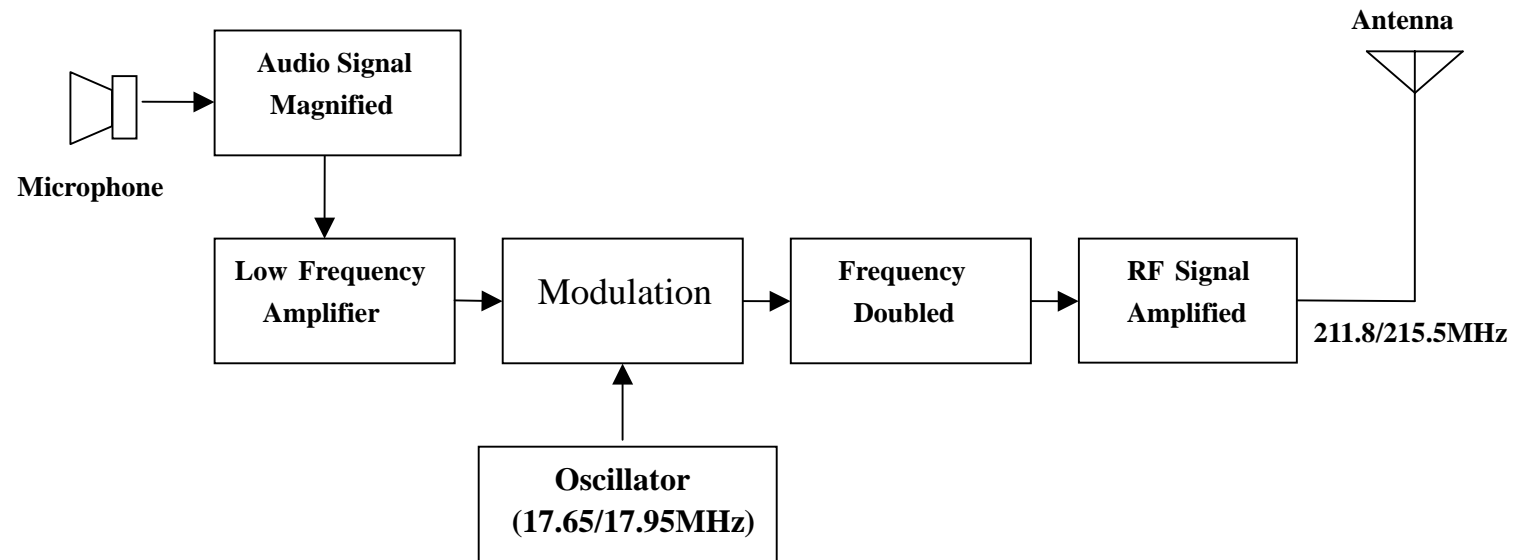 Antenna
Audio Signal
Magnified
Microphone
Low Frequency
Amplifier
Modulation
Frequency
Doubled
RF Signal
Amplified
211.8/215.5MHz
Oscillator
(17.65/17.95MHz)